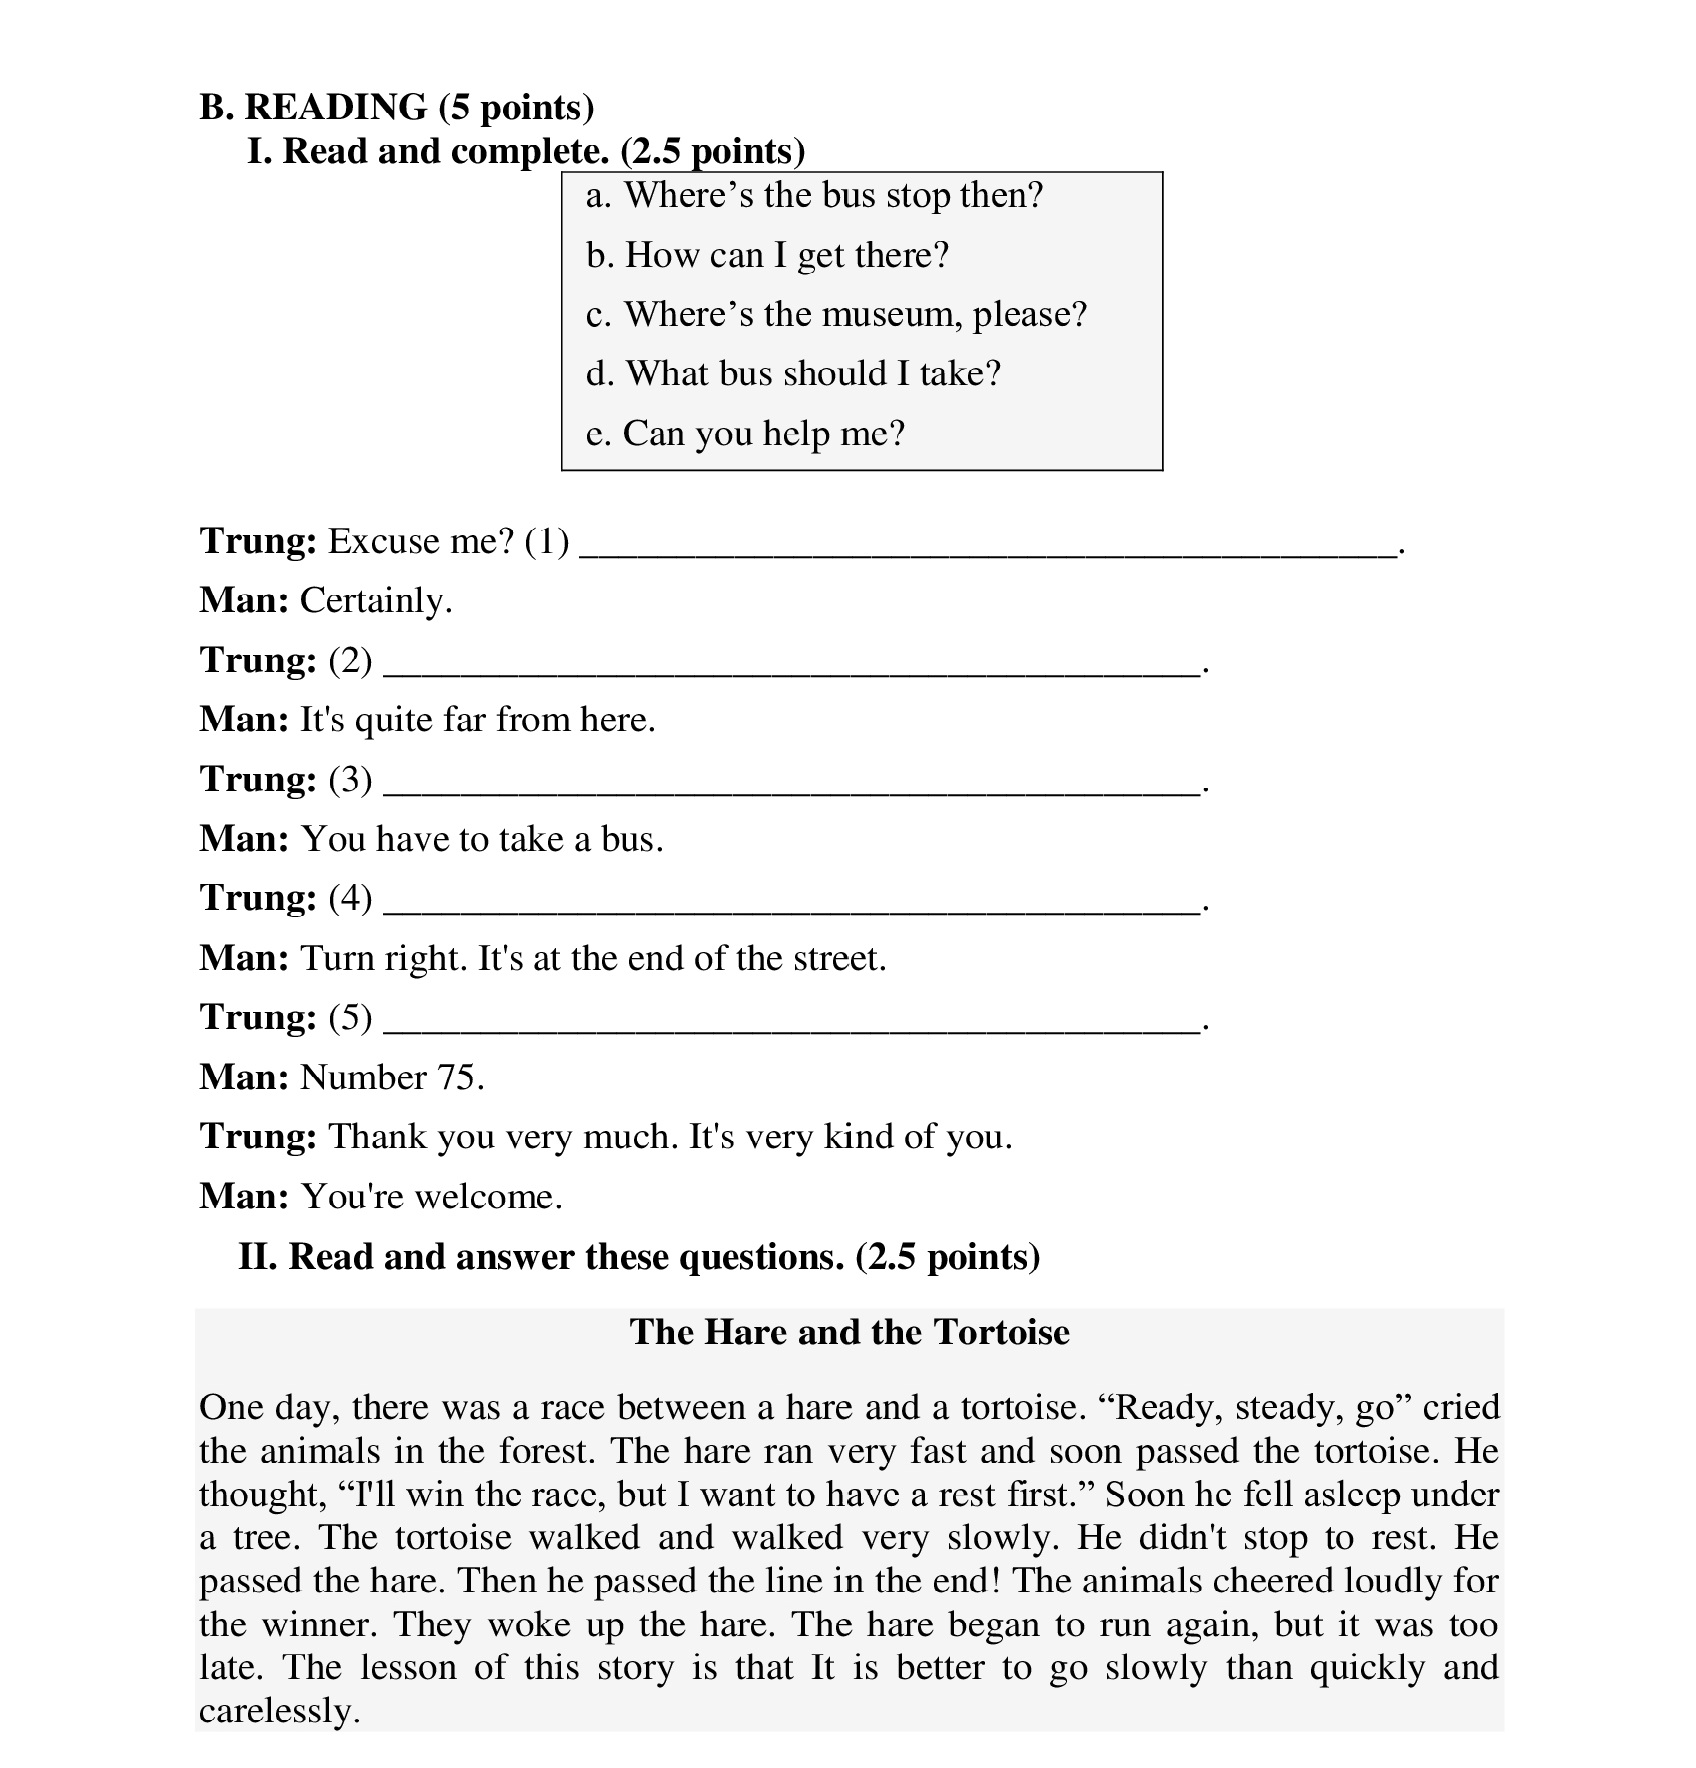 B. READING (5 points)
I. Read and complete. (2.5 points)
a. Where’s the bus stop then?
b. How can I get there?
c. Where’s the museum, please?
d. What bus should I take?
e. Can you help me?
Trung: Excuse me? (1) __________________________________________.
Man: Certainly.
Trung: (2) __________________________________________.
Man: It's quite far from here.
Trung: (3) __________________________________________.
Man: You have to take a bus.
Trung: (4) __________________________________________.
Man: Turn right. It's at the end of the street.
Trung: (5) __________________________________________.
Man: Number 75.
Trung: Thank you very much. It's very kind of you.
Man: You're welcome.
II. Read and answer these questions. (2.5 points)
The Hare and the Tortoise
One day, there was a race between a hare and a tortoise. “Ready, steady, go” cried
the animals in the forest. The hare ran very fast and soon passed the tortoise. He
thought, “I'll win the race, but I want to have a rest first.” Soon he fell asleep under
a tree. The tortoise walked and walked very slowly. He didn't stop to rest. He
passed the hare. Then he passed the line in the end! The animals cheered loudly for
the winner. They woke up the hare. The hare began to run again, but it was too
late. The lesson of this story is that It is better to go slowly than quickly and
carelessly.